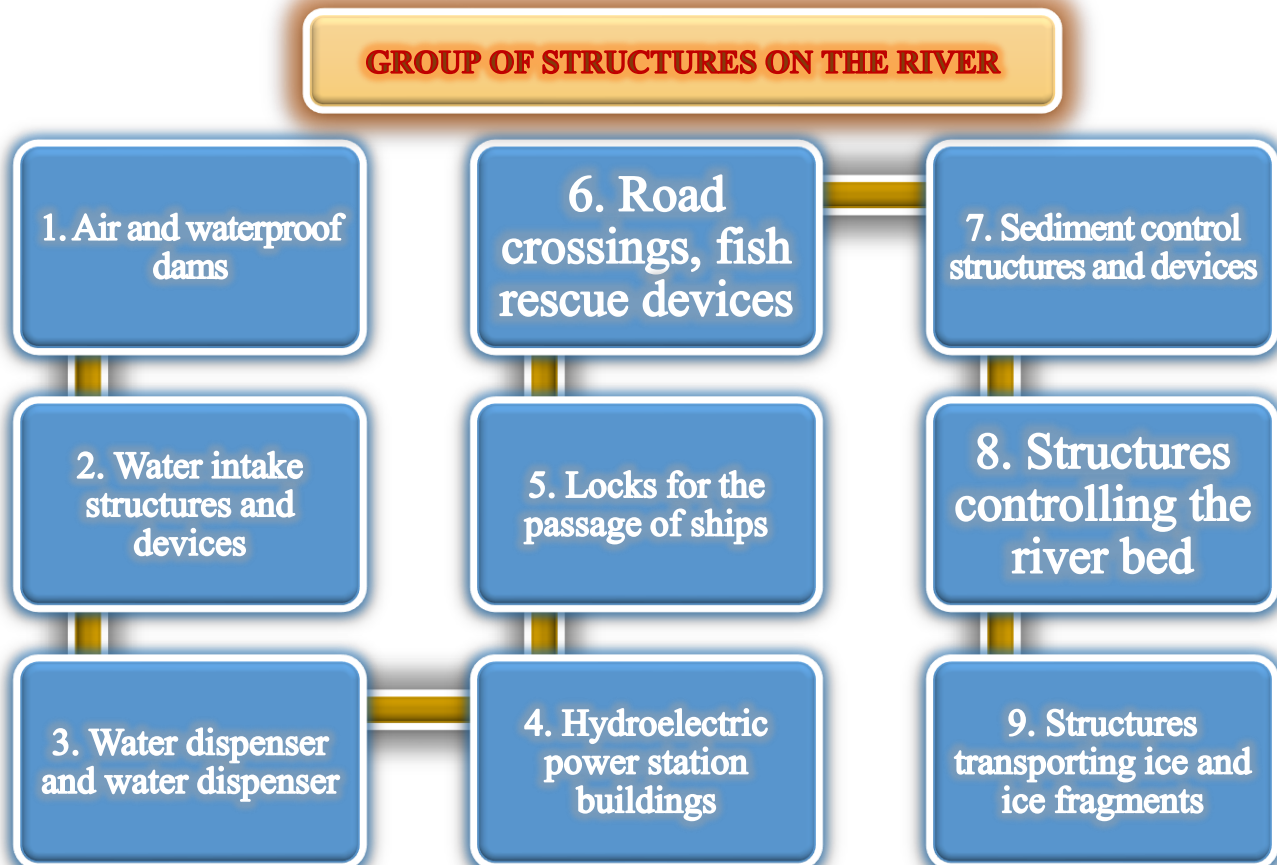 GROUP OF STRUCTURES ON THE RIVER
1. Air and waterproof
dams
2. Water intake
structures and
devices
3. Water dispenser
and water dispenser
4. Hydroelectric
power station
buildings
5. Locks for the
passage of ships
6. Road
crossings, fish
rescue devices
7. Sediment control
structures and devices
8. Structures
controlling the
river bed
9. Structures
transporting ice and
ice fragments